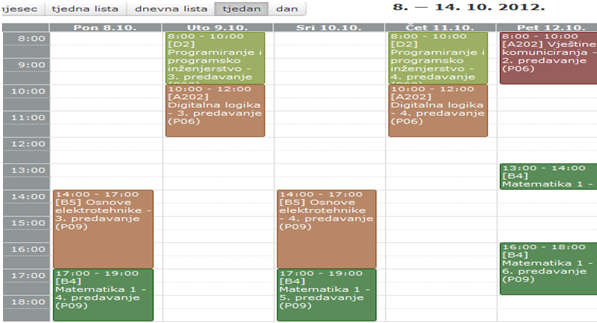 mjesec tjedna lista dnevna lista tjedan dan
8. — 14. 10. 2012.
Pon 8.10. Uto 9.10. Sri 10.10. Čet 11.10. Pet 12.10.
8:00
9:00
10:00
11:00
12:00
13:00
14:00
15:00
16:00
17:00
18:00
14:00 - 17:00
[B5] Osnove
elektrotehnike -
3. predavanje
(P09)
17:00 - 19:00
[B4]
Matematika 1 -
4. predavanje
(P09)
8:00 - 10:00
[D2]
Programiranje i
programsko
inženjerstvo -
3. predavanje
10:00 - 12:00
[A202]
Digitalna logika
- 3. predavanje
(P06)
14:00 - 17:00
[B5] Osnove
elektrotehnike -
4. predavanje
(P09)
17:00 - 19:00
[B4]
Matematika 1 -
5. predavanje
(P09)
8:00 - 10:00
[D2]
Programiranje i
programsko
inženjerstvo -
4. predavanje
10:00 - 12:00
[A202]
Digitalna logika
- 4. predavanje
(P06)
8:00 - 10:00
[A202] Vještine
komuniciranja -
2. predavanje
(P06)
13:00 - 14:00
[B4]
Matematika 1 -
16:00 - 18:00
[B4]
Matematika 1 -
6. predavanje
(P09)